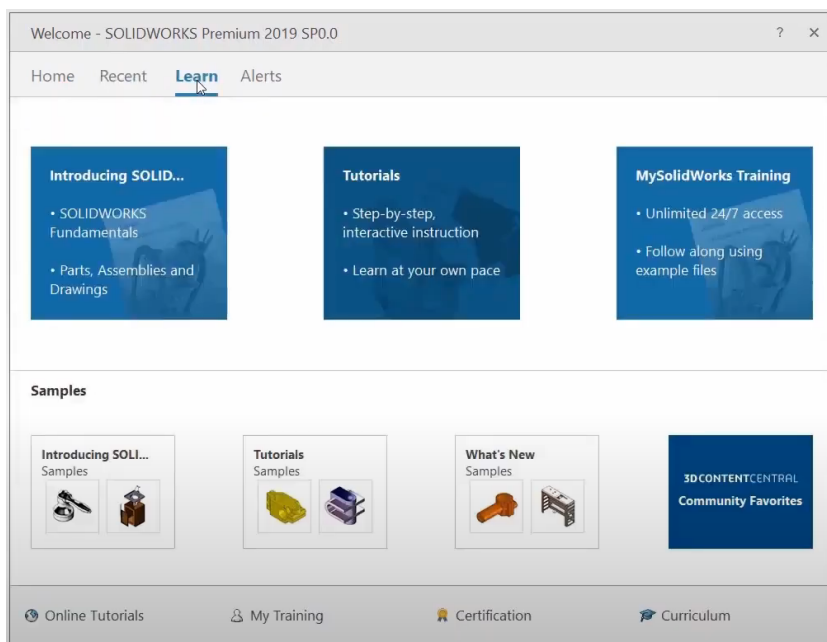 Welcome - SOLIDWORKS Premium 2019 SP0.0
?
Home Recent Learn Alerts
Introducing SOLID...
• SOLIDWORKS
Fundamentals
• Parts, Assemblies and
Drawings
Tutorials
• Step-by-step,
interactive instruction
• Learn at your own pace
MySolidWorks Training
• Unlimited 24/7 access
• Follow along using
example files
Samples
Introducing SOLI...
Samples
Tutorials
Samples
What's New
Samples
3DCONTENTCENTRAL
Community Favorites
Online Tutorials
My Training
Certification
Curriculum